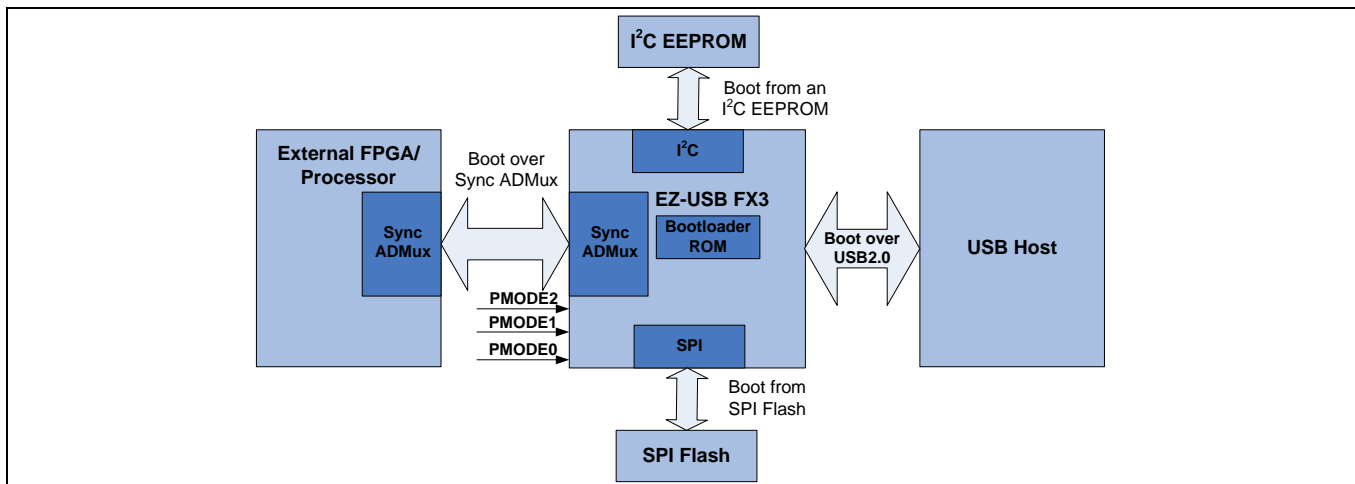 I²C EEPROM
Boot from an
I²C EEPROM
External FPGA/
Processor
Boot over
Sync ADMux
I²C
EZ-USB FX3
Bootloader
ROM
Sync
ADMux
Sync
ADMux
Boot over
USB2.0
USB Host
PMODE2
PMODE1
PMODE0
SPI
Boot from
SPI Flash
SPI Flash